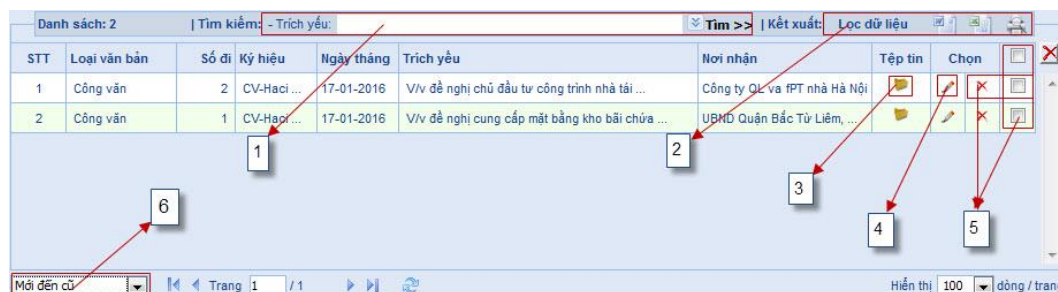 Danh sách: 2 | Tìm kiếm: - Trích yếu: Tìm >> | Kết xuất: Lọc dữ liệu
STT Loại văn bản Số đi Ký hiệu Ngày tháng Trích yếu Nơi nhận Tệp tin Chọn
1 Công văn 2 CV-Haci ... 17-01-2016 V/v đề nghị chủ đầu tư công trình nhà tái ... Công ty QL va fPT nhà Hà Nội
2 Công văn 1 CV-Haci ... 17-01-2016 V/v đề nghị cung cấp mặt bằng kho bãi chứa ... UBND Quận Bắc Từ Liêm, ...
1
2
3
6
4
5
Mới đến cũ Trang 1 / 1 Hiển thị 100 dòng / trang